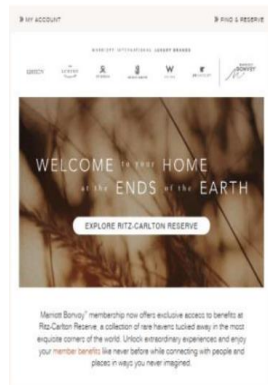 MY ACCOUNT
FIND & RESERVE
MARRIOTT INTERNATIONAL LUXURY BRANDS
EDITION
W
MARRIOTT
BONVOY
WELCOME to your HOME
at the ENDS of the EARTH
EXPLORE RITZ-CARLTON RESERVE
Marriott Bonvoy® membership now offers exclusive access to benefits at
Ritz-Carlton Reserve, a collection of rare havens tucked away in the most
exquisite corners of the world. Unlock extraordinary experiences and enjoy
your member benefits like never before while connecting with people and
places in ways you never imagined.